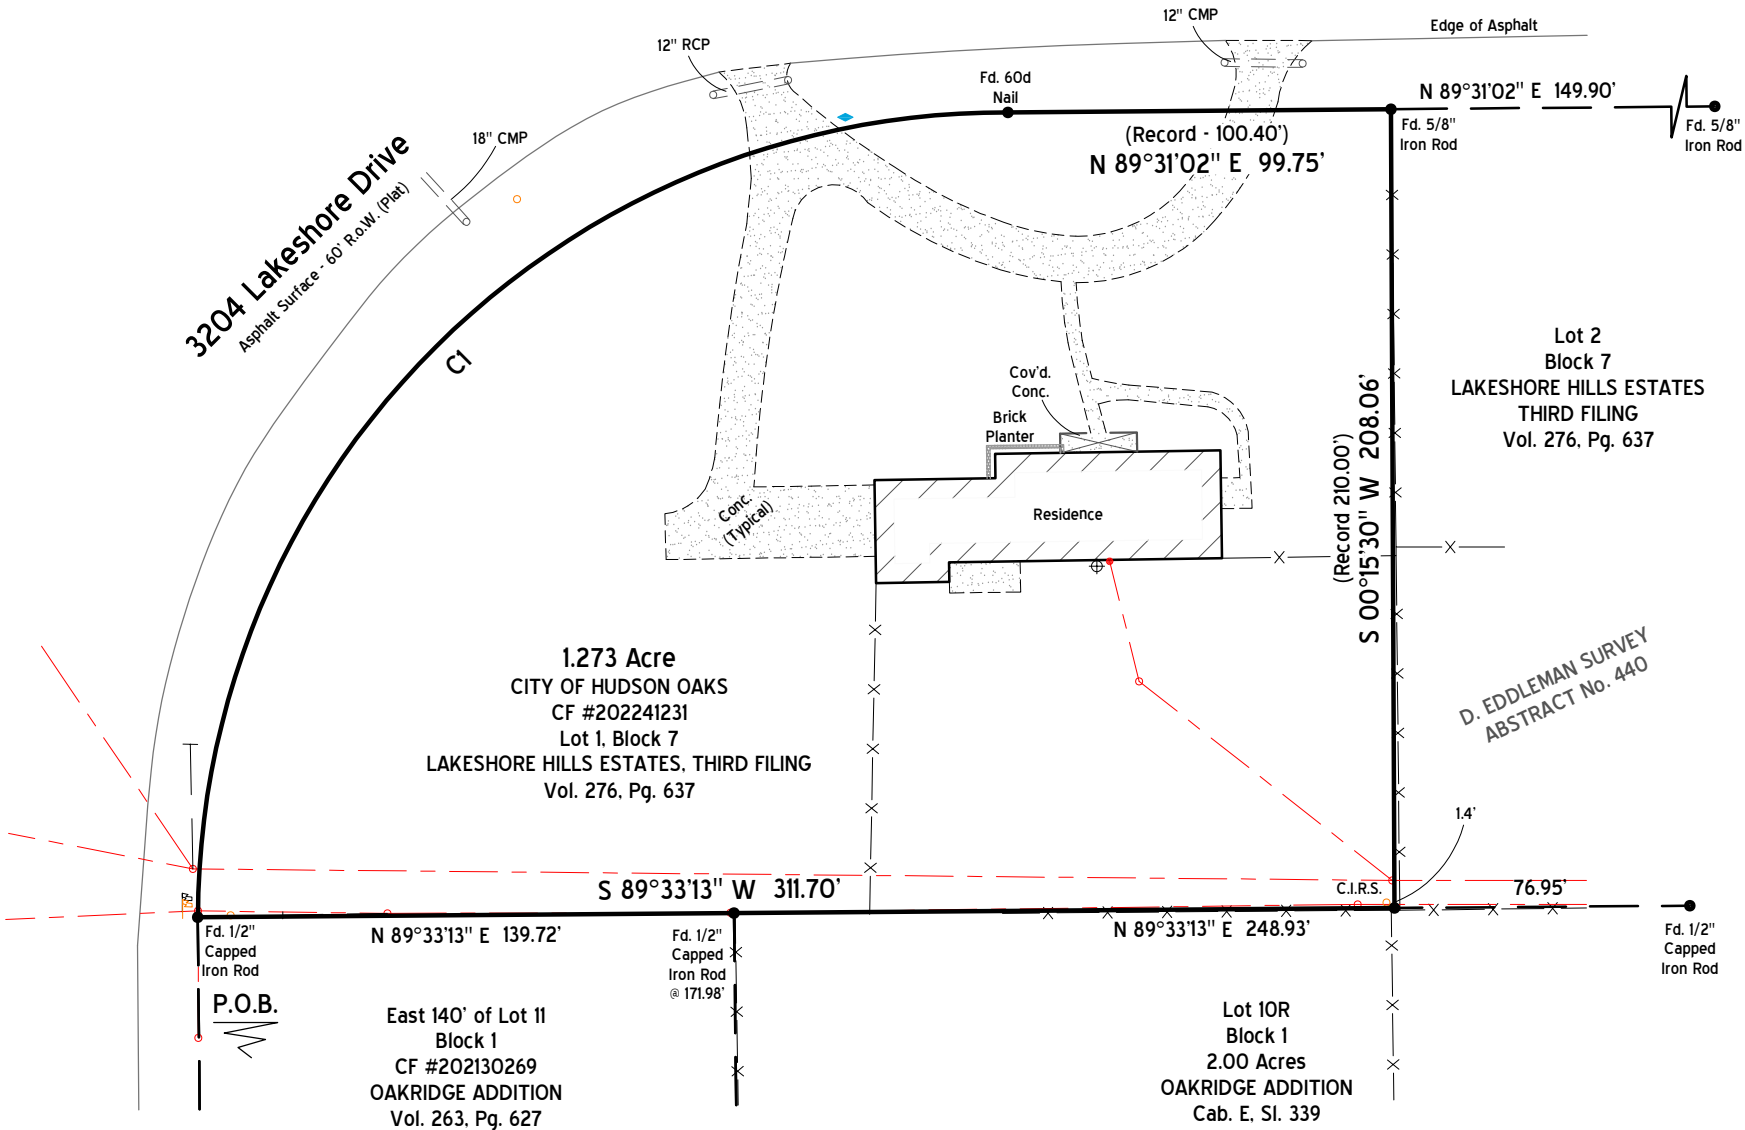 12" CMP
Edge of Asphalt
12" RCP
Fd. 60d
Nail
N 89°31'02" E 149.90'
Fd. 5/8"
Iron Rod
Fd. 5/8"
Iron Rod
(Record - 100.40')
N 89°31'02" E 99.75'
18" CMP
3204 Lakeshore Drive
Asphalt Surface - 60' R.o.W. (Plat)
C1
Lot 2
Block 7
LAKESHORE HILLS ESTATES
THIRD FILING
Vol. 276, Pg. 637
Cov'd.
Conc.
Brick
Planter
(Record 210.00')
S 00°15'30" W 208.06'
Conc.
(Typical)
Residence
1.273 Acre
CITY OF HUDSON OAKS
CF #202241231
Lot 1, Block 7
LAKESHORE HILLS ESTATES, THIRD FILING
Vol. 276, Pg. 637
D. EDDLEMAN SURVEY
ABSTRACT No. 440
1.4'
S 89°33'13" W 311.70'
C.I.R.S.
76.95'
Fd. 1/2"
Capped
Iron Rod
N 89°33'13" E 139.72'
Fd. 1/2"
Capped
Iron Rod
@ 171.98'
N 89°33'13" E 248.93'
Fd. 1/2"
Capped
Iron Rod
P.O.B.
East 140' of Lot 11
Block 1
CF #202130269
OAKRIDGE ADDITION
Vol. 263, Pg. 627
Lot 10R
Block 1
2.00 Acres
OAKRIDGE ADDITION
Cab. E, Sl. 339